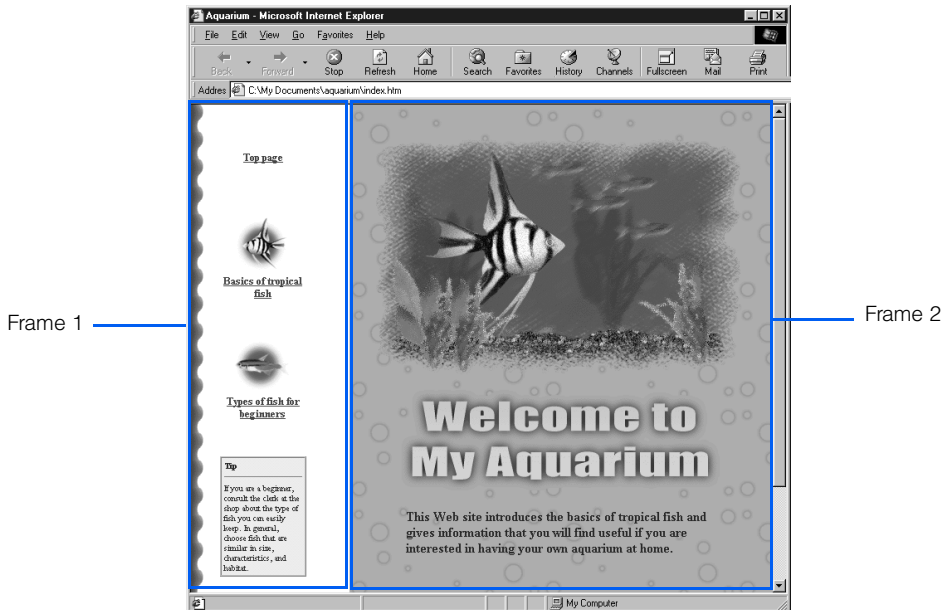 Aquarium - Microsoft Internet Explorer
File Edit View Go Favorites Help
Back Forward Stop Refresh Home Search Favorites History Channels Fullscreen Mail Print
Addres C:\My Documents\aquarium\index.htm
Frame 1
Top page
Basics of tropical
fish
Types of fish for
beginners
Tip
If you are a beginner,
consult the clerk at the
shop about the type of
fish you can easily
keep. In general,
choose fish that are
similar in size,
characteristics, and
habitat.
Welcome to
My Aquarium
This Web site introduces the basics of tropical fish and
gives information that you will find useful if you are
interested in having your own aquarium at home.
Frame 2
My Computer